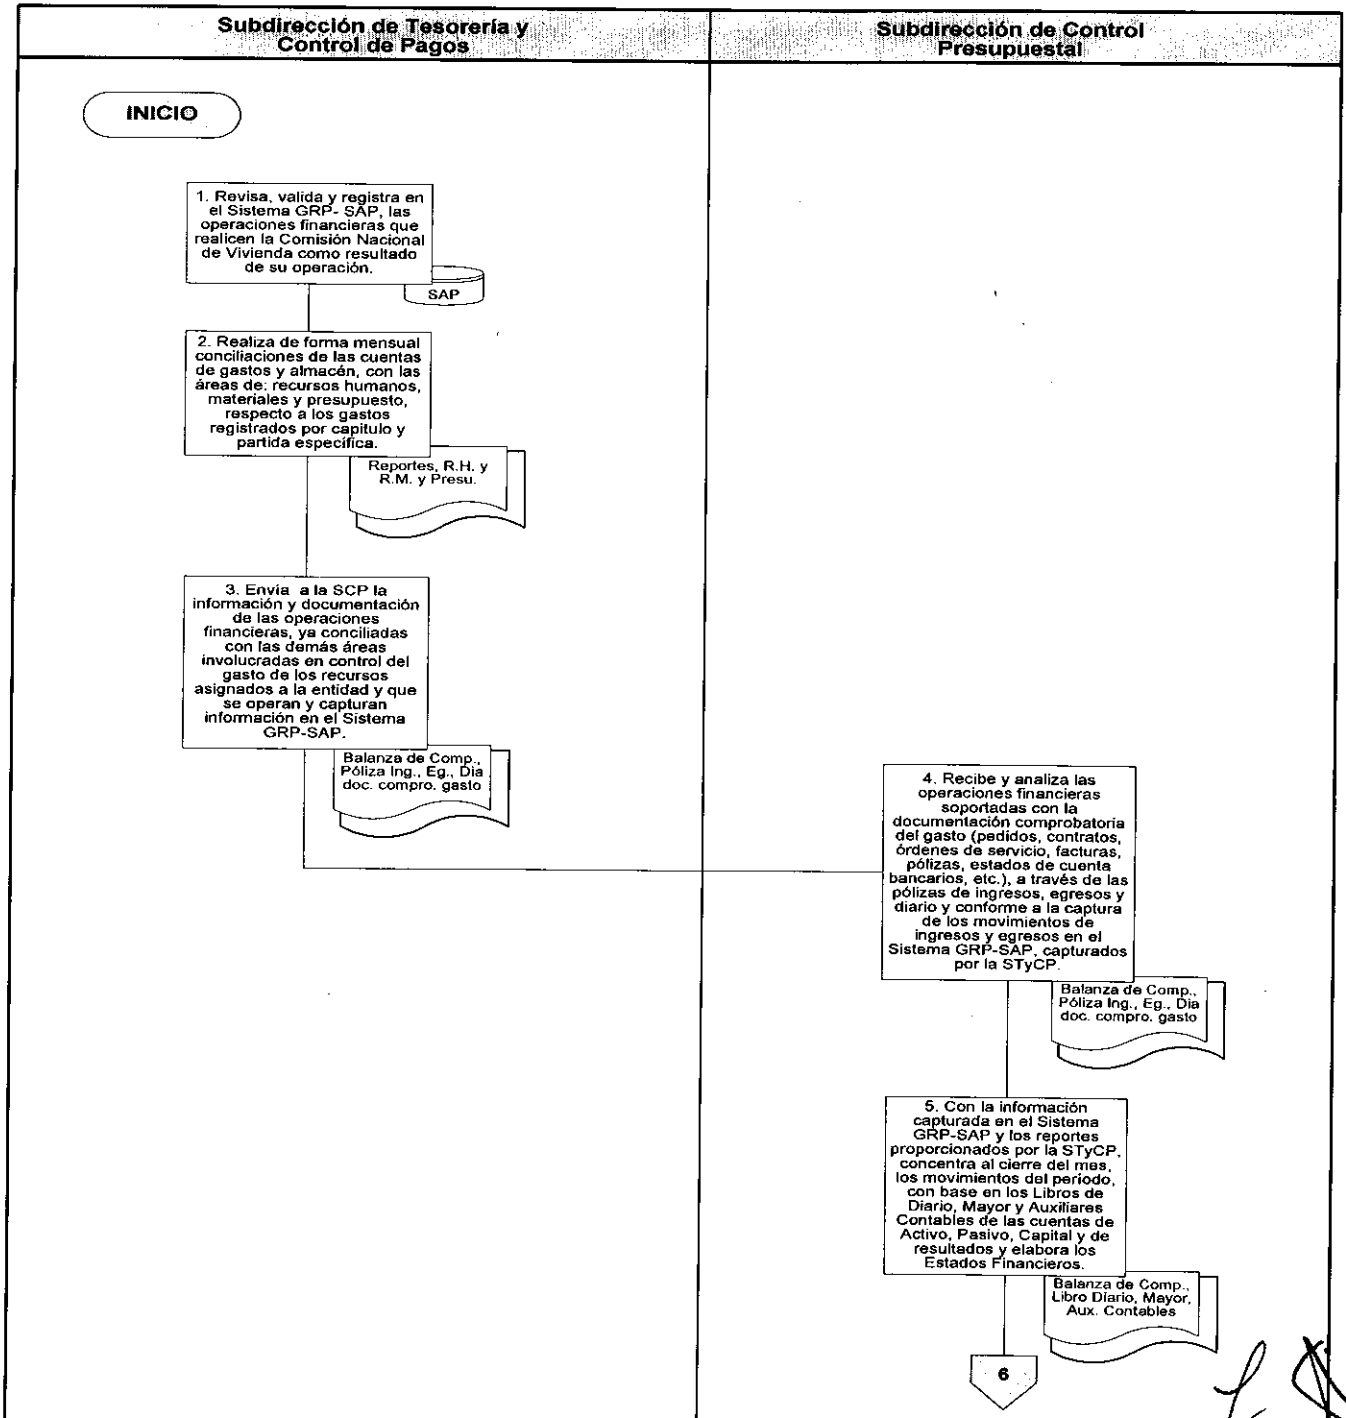 Subdirección de Tesorería y
Control de Pagos
Subdirección de Control
Presupuestal
INICIO
1. Revisa, valida y registra en
el Sistema GRP- SAP, las
operaciones financieras que
realicen la Comisión Nacional
de Vivienda como resultado
de su operación.
SAP
2. Realiza de forma mensual
conciliaciones de las cuentas
de gastos y almacén, con las
áreas de: recursos humanos,
materiales y presupuesto,
respecto a los gastos
registrados por capitulo y
partida específica.
Reportes, R.H. y
R.M. y Presu.
3. Envía a la SCP la
información y documentación
de las operaciones
financieras, ya conciliadas
con las demás áreas
involucradas en control del
gasto de los recursos
asignados a la entidad y que
se operan y capturan
información en el Sistema
GRP-SAP.
Balanza de Comp.,
Póliza Ing., Eg., Dia
doc. compro. gasto
4. Recibe y analiza las
operaciones financieras
soportadas con la
documentación comprobatoria
del gasto (pedidos, contratos,
órdenes de servicio, facturas,
pólizas, estados de cuenta
bancarios, etc.), a través de las
pólizas de ingresos, egresos y
diario y conforme a la captura
de los movimientos de
ingresos y egresos en el
Sistema GRP-SAP, capturados
por la STyCP.
Balanza de Comp.,
Póliza Ing., Eg., Dia
doc. compro. gasto
5. Con la información
capturada en el Sistema
GRP-SAP y los reportes
proporcionados por la STyCP,
concentra al cierre del mes,
los movimientos del período,
con base en los Libros de
Diario, Mayor y Auxiliares
Contables de las cuentas de
Activo, Pasivo, Capital y de
resultados y elabora los
Estados Financieros.
Balanza de Comp.,
Libro Diario, Mayor,
Aux. Contables
6